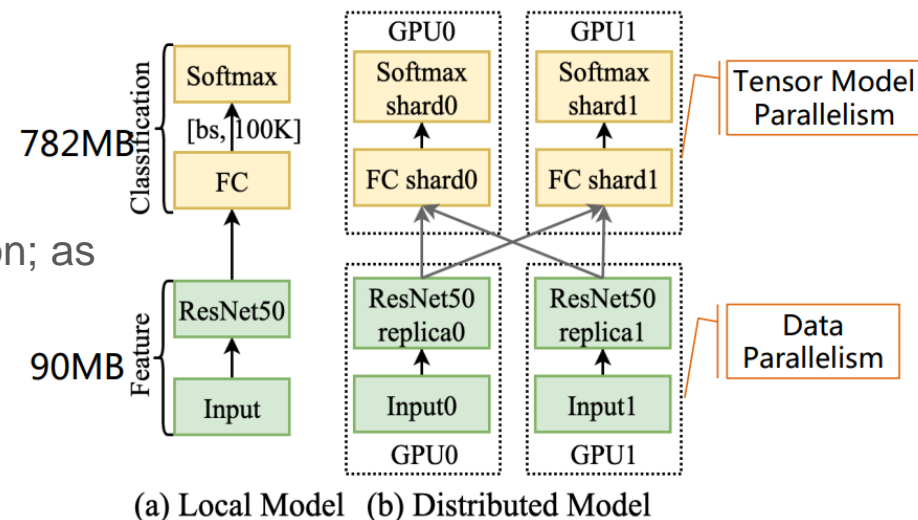 782MB
Classification
Softmax
[bs, 100K]
FC
on; as
90MB
Feature
ResNet50
Input
(a) Local Model
GPU0
Softmax
shard0
FC shard0
GPU1
Softmax
shard1
FC shard1
Tensor Model
Parallelism
ResNet50
replica0
Input0
GPU0
ResNet50
replica1
Input1
GPU1
Data
Parallelism
(b) Distributed Model